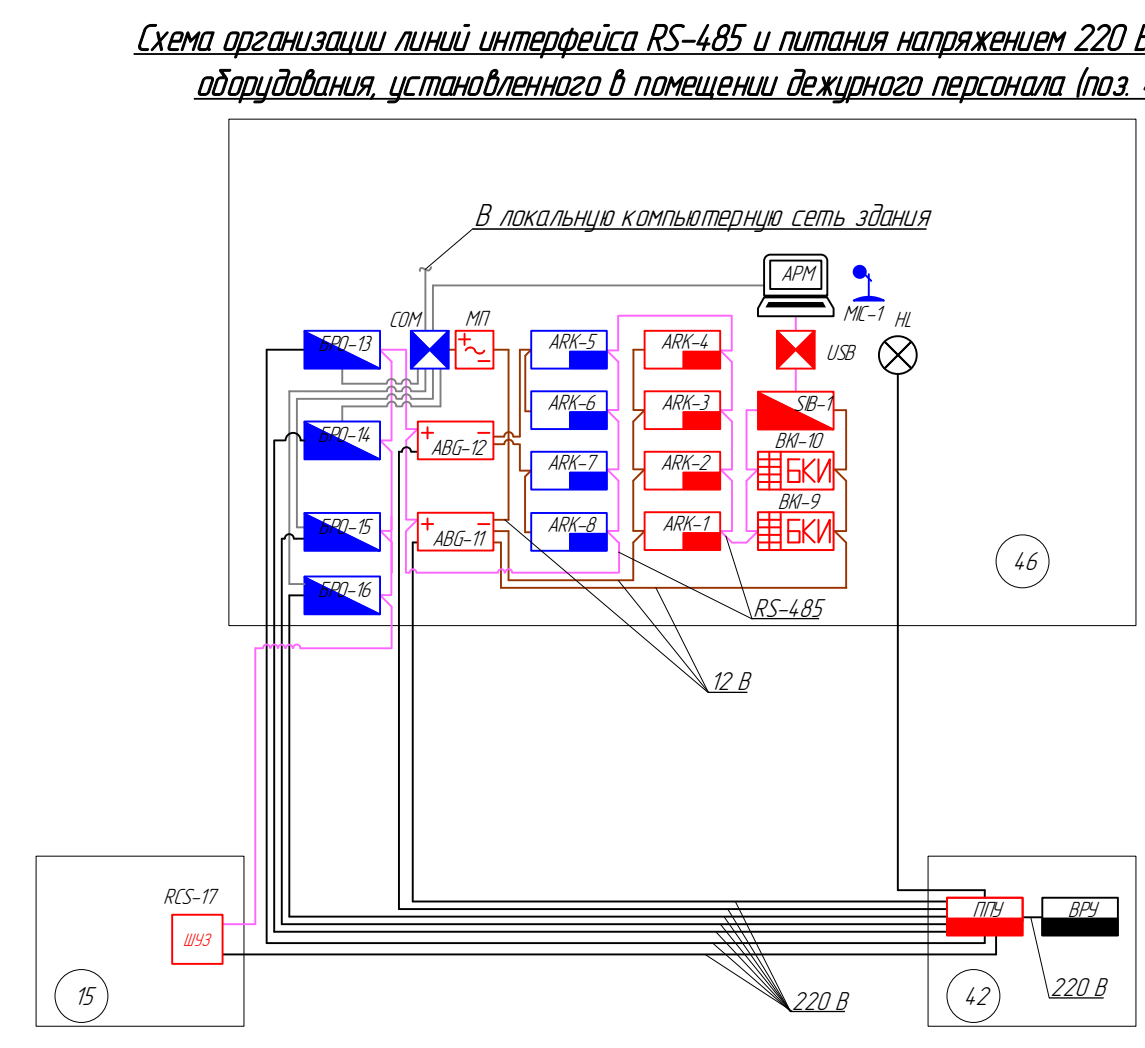 Схема организации линий интерфейса RS-485 и питания напряжением 220 В
оборудования, установленного в помещении дежурного персонала (поз.
В локальную компьютерную сеть здания
АРМ
MIC-1
HL
COM
МП
БРО-13
ARK-5
ARK-4
USB
ARK-6
ARK-3
SIB-1
БРО-14
ABG-12
BKI-10
ARK-7
ARK-2
БКИ
BKI-9
БРО-15
ABG-11
ARK-8
ARK-1
БКИ
46
БРО-16
RS-485
12 В
RCS-17
ШУЗ
ППУ
ВРУ
15
42
220 В
220 В